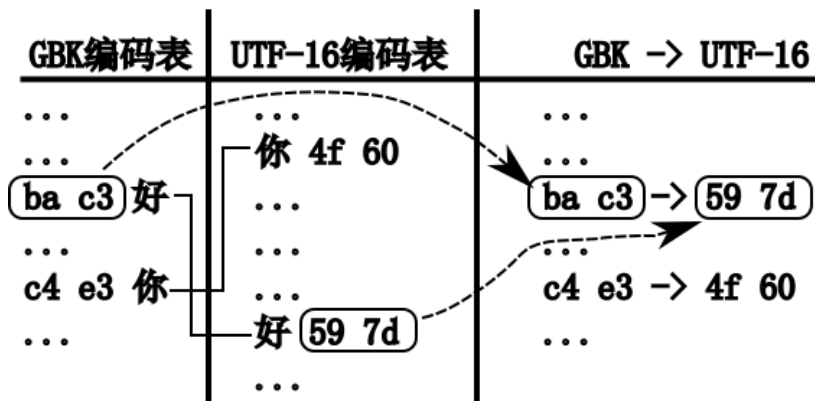 GBK编码表 UTF-16编码表 GBK -> UTF-16
... ... ...
... 你 4f 60 ...
ba c3 好 ... ba c3 -> 59 7d
... ... ...
c4 e3 你 ... c4 e3 -> 4f 60
... 好 59 7d ...
...